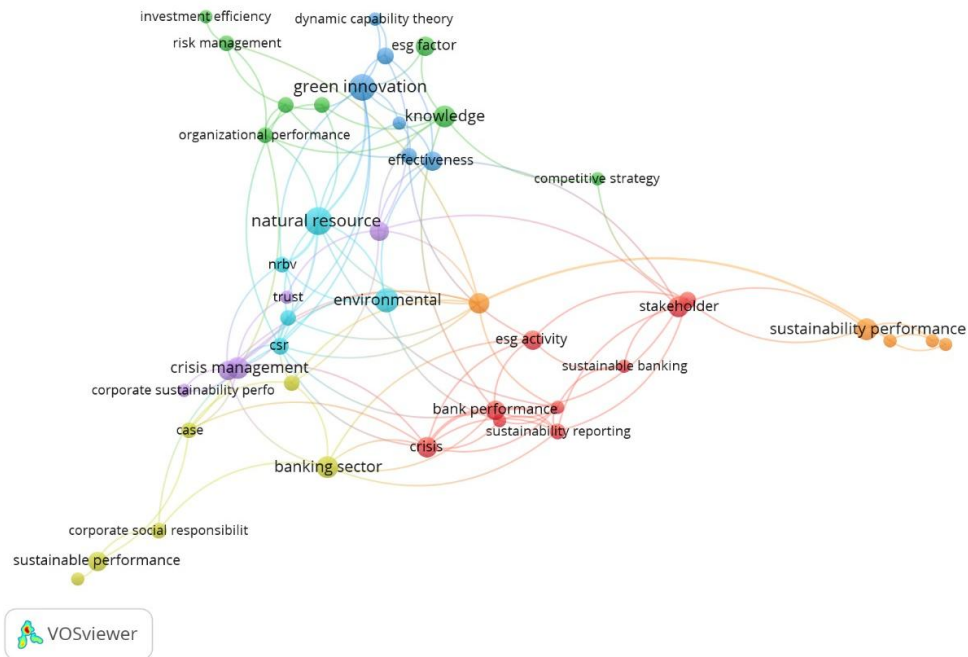 investment efficiency
dynamic capability theory
risk management
esg factor
green innovation
knowledge
organizational performance
effectiveness
competitive strategy
natural resource
nrbv
trust
environmental
stakeholder
sustainability performance
esg activity
csr
crisis management
sustainable banking
corporate sustainability perfo
bank performance
case
sustainability reporting
crisis
banking sector
corporate social responsibilit
sustainable performance
VOSviewer